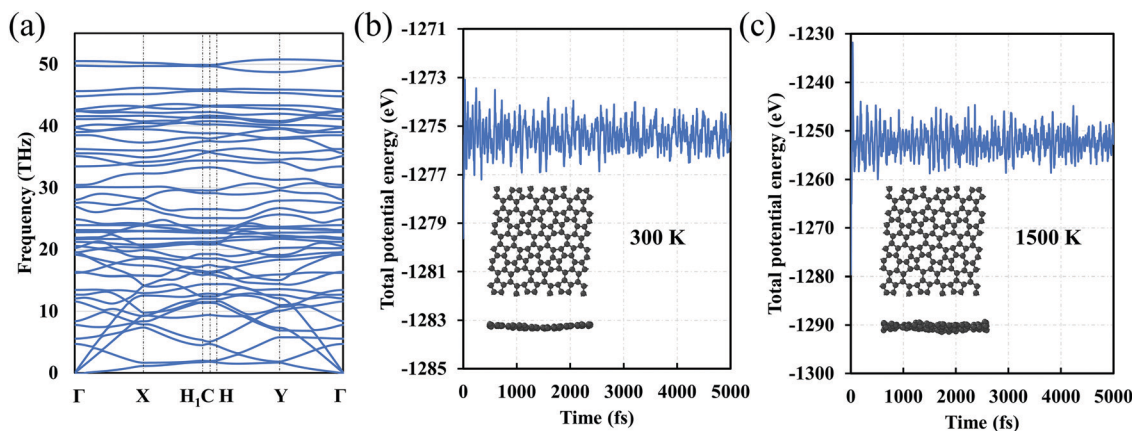 (a)
Frequency (THz)
50
40
30
20
10
0
Γ
X
H₁
C
H
Y
Γ
(b)
Total potential energy (eV)
-1271
-1273
-1275
-1277
-1279
-1281
-1283
-1285
300 K
0
1000
2000
3000
4000
5000
Time (fs)
(c)
Total potential energy (eV)
-1230
-1240
-1250
-1260
-1270
-1280
-1290
-1300
1500 K
0
1000
2000
3000
4000
5000
Time (fs)